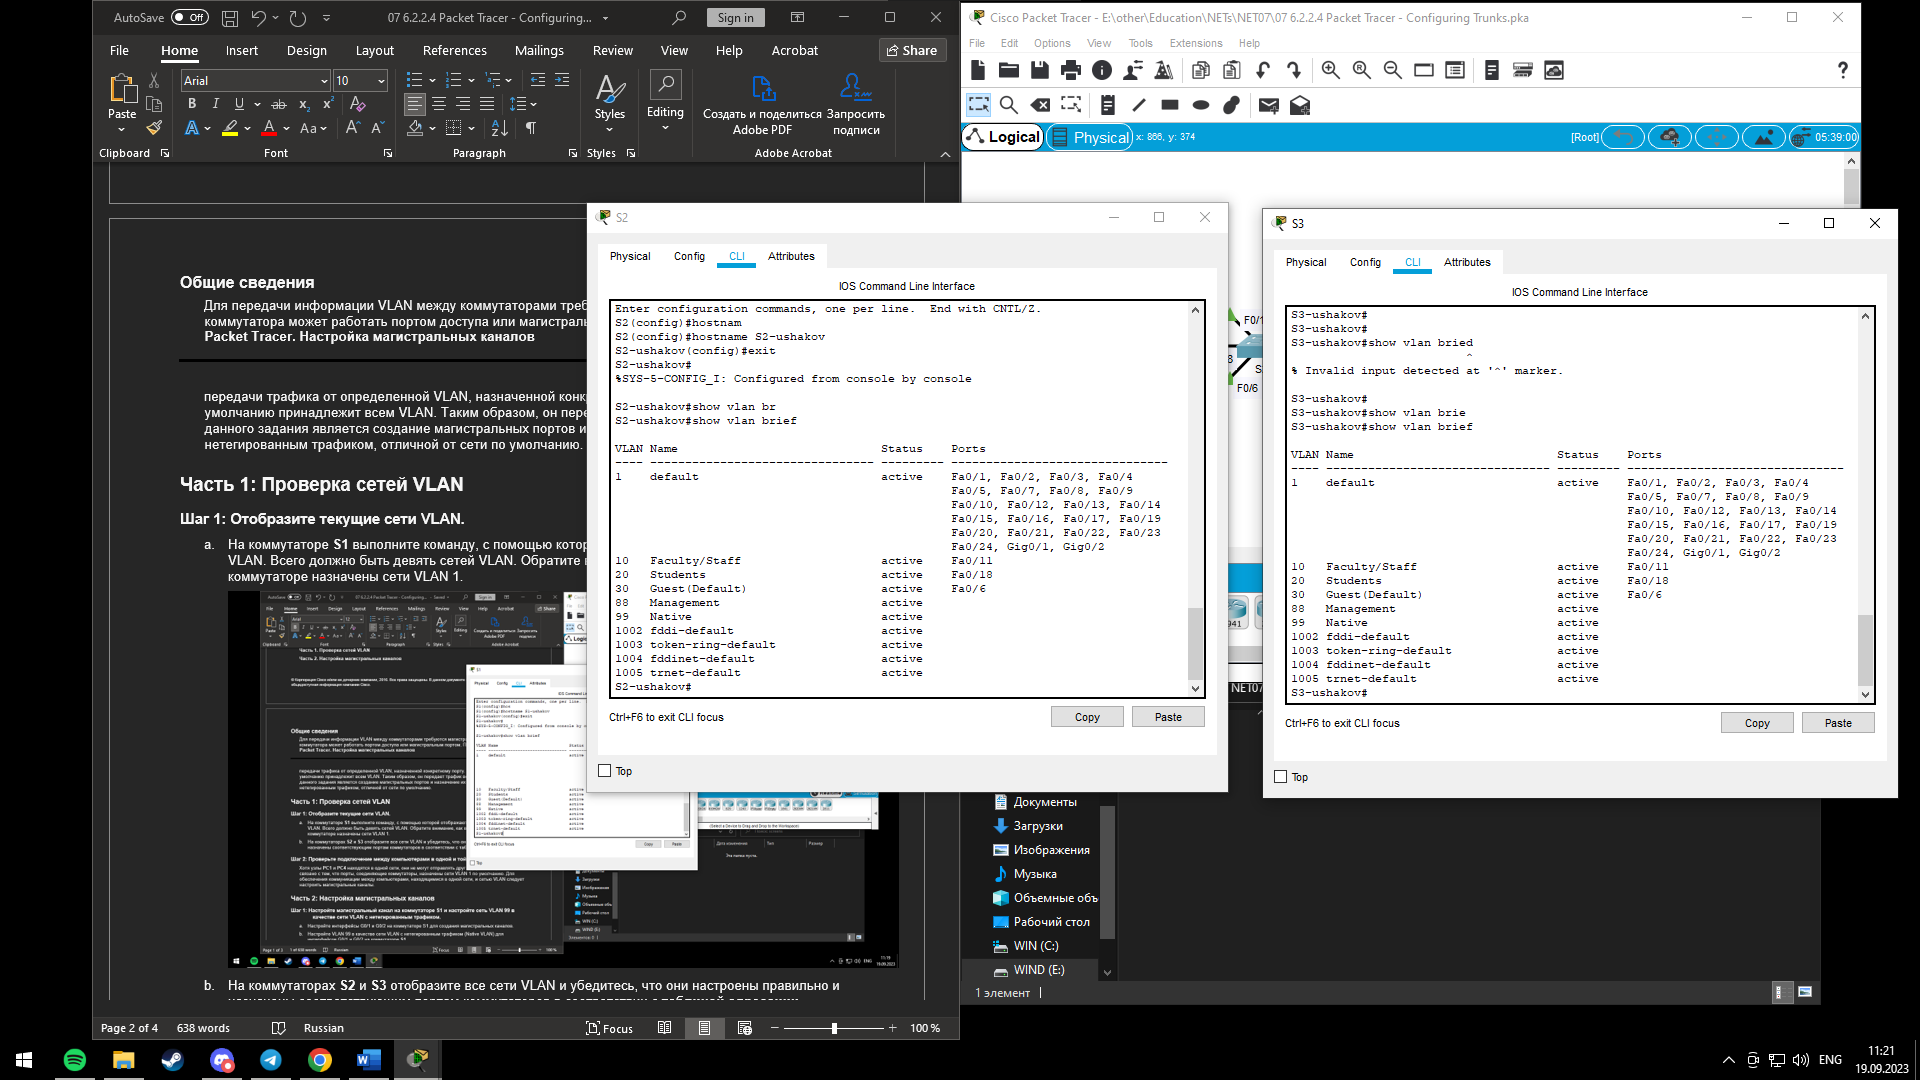 AutoSave Off
07 6.2.2.4 Packet Tracer - Configuring...
Sign in
File Home Insert Design Layout References Mailings Review View Help Acrobat Share
Paste
Clipboard
Arial 10
Font
Paragraph
Styles
Styles
Editing
Создать и поделиться Adobe PDF
Запросить подписи
Adobe Acrobat
Общие сведения
Для передачи информации VLAN между коммутаторами
коммутатора может работать портом доступа или
Packet Tracer. Настройка магистральных каналов
передачи трафика от определенной VLAN, назначенной
умолчанию принадлежит всем VLAN. Таким образом, он
данного задания является создание магистральных портов и
нетегированным трафиком, отличной от сети по умолчанию.
Часть 1: Проверка сетей VLAN
Шаг 1: Отобразите текущие сети VLAN.
a. На коммутаторе S1 выполните команду, с помощью
VLAN. Всего должно быть девять сетей VLAN. Обратите
коммутаторе назначены сети VLAN 1.
b. На коммутаторах S2 и S3 отобразите все сети VLAN и убедитесь, что они настроены правильно и
Page 2 of 4 638 words Russian Focus 100 %
Cisco Packet Tracer - E:\other\Education\NETs\NET07\07 6.2.2.4 Packet Tracer - Configuring Trunks.pka
File Edit Options View Tools Extensions Help
Logical Physical x: 866, y: 374 [Root] 05:39:00
F0/1
F0/6
S2
Physical Config CLI Attributes
IOS Command Line Interface
Enter configuration commands, one per line. End with CNTL/Z.
S2(config)#hostnam
S2(config)#hostname S2-ushakov
S2-ushakov(config)#exit
S2-ushakov#
%SYS-5-CONFIG_I: Configured from console by console
S2-ushakov#show vlan br
S2-ushakov#show vlan brief
VLAN Name Status Ports
---- -------------------------------- --------- -------------------------------
1 default active Fa0/1, Fa0/2, Fa0/3, Fa0/4
Fa0/5, Fa0/7, Fa0/8, Fa0/9
Fa0/10, Fa0/12, Fa0/13, Fa0/14
Fa0/15, Fa0/16, Fa0/17, Fa0/19
Fa0/20, Fa0/21, Fa0/22, Fa0/23
Fa0/24, Gig0/1, Gig0/2
10 Faculty/Staff active Fa0/11
20 Students active Fa0/18
30 Guest(Default) active Fa0/6
88 Management active
99 Native active
1002 fddi-default active
1003 token-ring-default active
1004 fddinet-default active
1005 trnet-default active
S2-ushakov#
Ctrl+F6 to exit CLI focus
Copy Paste
Top
S3
Physical Config CLI Attributes
IOS Command Line Interface
S3-ushakov#
S3-ushakov#
S3-ushakov#show vlan bried
^
% Invalid input detected at '^' marker.
S3-ushakov#
S3-ushakov#show vlan brie
S3-ushakov#show vlan brief
VLAN Name Status Ports
---- -------------------------------- --------- -------------------------------
1 default active Fa0/1, Fa0/2, Fa0/3, Fa0/4
Fa0/5, Fa0/7, Fa0/8, Fa0/9
Fa0/10, Fa0/12, Fa0/13, Fa0/14
Fa0/15, Fa0/16, Fa0/17, Fa0/19
Fa0/20, Fa0/21, Fa0/22, Fa0/23
Fa0/24, Gig0/1, Gig0/2
10 Faculty/Staff active Fa0/11
20 Students active Fa0/18
30 Guest(Default) active Fa0/6
88 Management active
99 Native active
1002 fddi-default active
1003 token-ring-default active
1004 fddinet-default active
1005 trnet-default active
S3-ushakov#
Ctrl+F6 to exit CLI focus
Copy Paste
Top
941
NET07
Документы
Загрузки
Изображения
Музыка
Объемные объ
Рабочий стол
WIN (C:)
WIND (E:)
1 элемент
ENG
11:21
19.09.2023